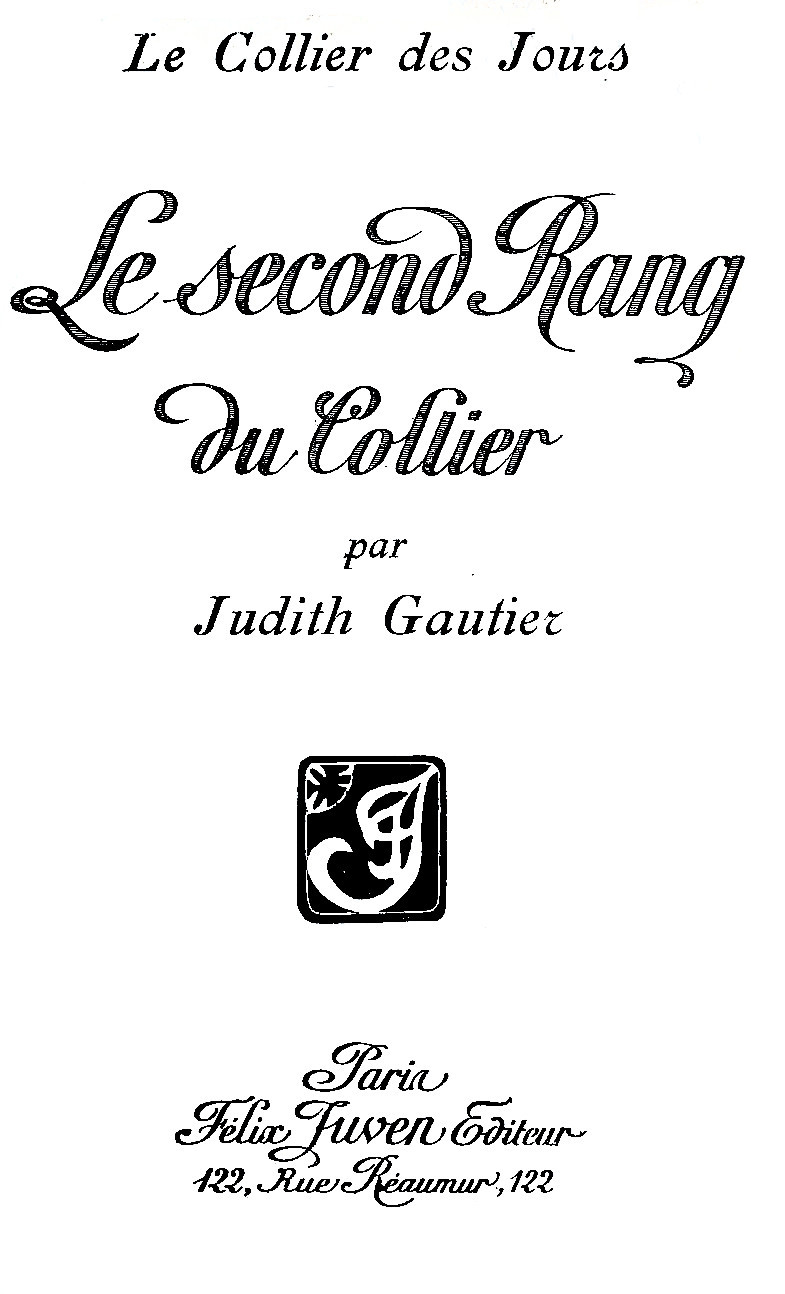 Le Collier des Jours
Le second Rang
du Collier
par
Judith Gautier
Paris
Félix Juven Editeur
122, Rue Réaumur, 122